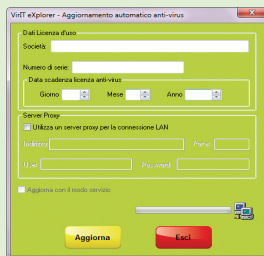 VirIT eXplorer - Aggiornamento automatico anti-virus
Dati Licenza d'uso
Società:
Numero di serie:
Data scadenza licenza anti-virus
Giorno Mese Anno
Server Proxy
Utilizza un server proxy per la connessione LAN
Indirizzo Porta:
User Password:
Aggiorna con il modo servizio
Aggiorna Esci